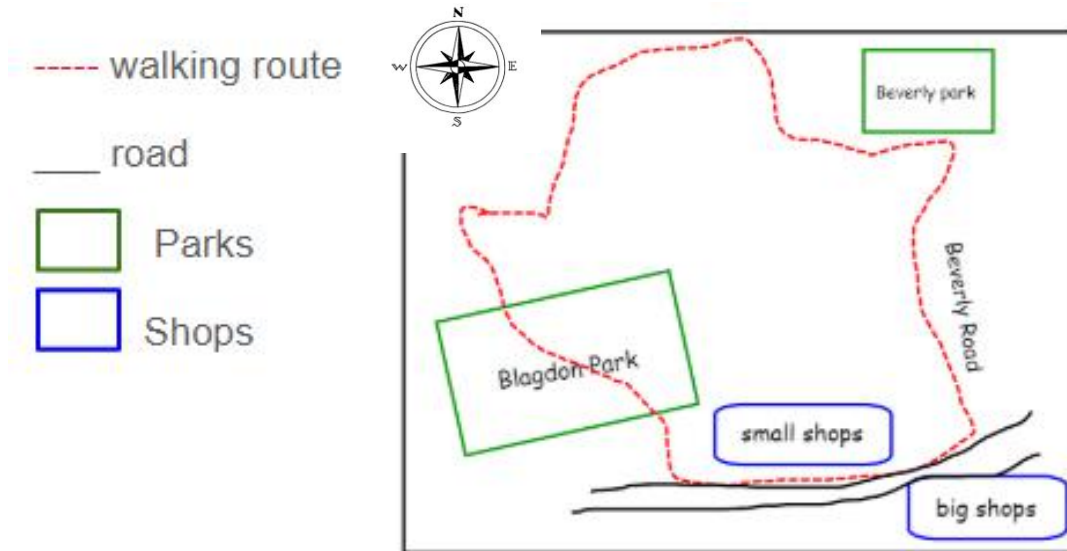 walking route
road
Parks
Shops
N
W
E
S
Beverly park
Beverly Road
Blagdon Park
small shops
big shops